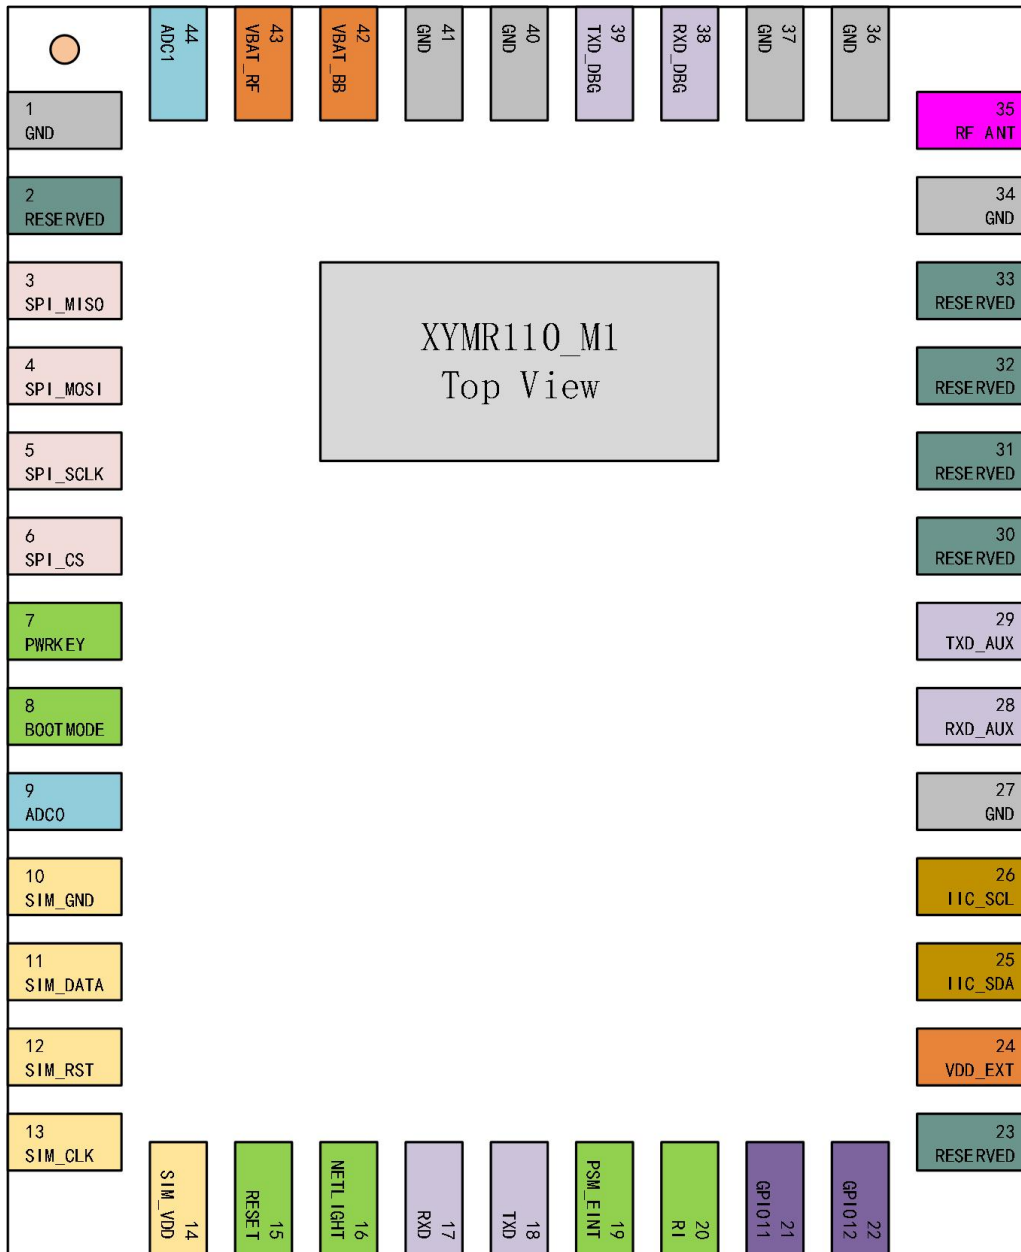 44
ADC1
43
VBAT_RF
42
VBAT_BB
41
GND
40
GND
39
TXD_DBG
38
RXD_DBG
37
GND
36
GND
1
GND
2
RESERVED
3
SPI_MISO
4
SPI_MOSI
5
SPI_SCLK
6
SPI_CS
7
PWRKEY
8
BOOTMODE
9
ADC0
10
SIM_GND
11
SIM_DATA
12
SIM_RST
13
SIM_CLK
XYMR110_M1
Top View
35
RF_ANT
34
GND
33
RESERVED
32
RESERVED
31
RESERVED
30
RESERVED
29
TXD_AUX
28
RXD_AUX
27
GND
26
IIC_SCL
25
IIC_SDA
24
VDD_EXT
23
RESERVED
SIM_VDD
14
RESET
15
NETLIGHT
16
RXD
17
TXD
18
PSM_EINT
19
RI
20
GPIO11
21
GPIO12
22